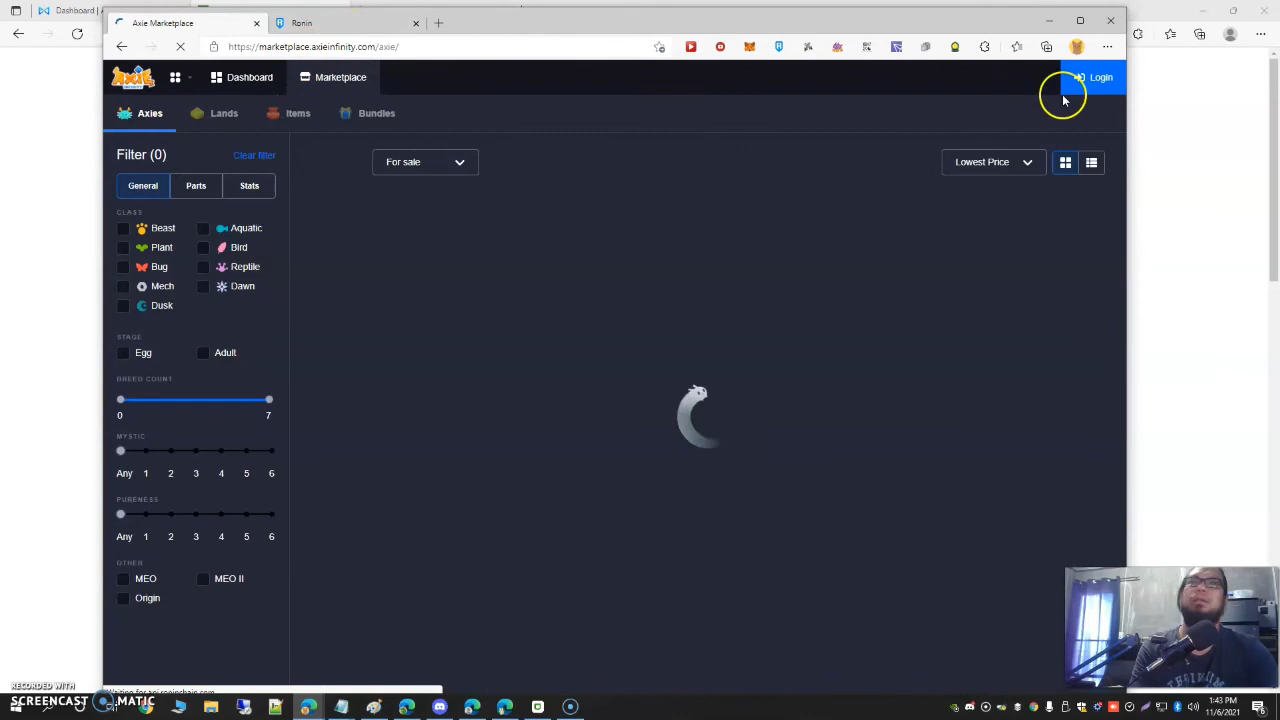 Dashboard | A
Axie Marketplace
Ronin
https://marketplace.axieinfinity.com/axie/
AXIE
INFINITY
Dashboard
Marketplace
Login
Axies
Lands
Items
Bundles
Filter (0)
Clear filter
For sale
Lowest Price
General
Parts
Stats
CLASS
Beast
Aquatic
Plant
Bird
Bug
Reptile
Mech
Dawn
Dusk
STAGE
Egg
Adult
BREED COUNT
0
7
MYSTIC
Any 1 2 3 4 5 6
PURENESS
Any 1 2 3 4 5 6
OTHER
MEO
MEO II
Origin
RECORDED WITH
SCREENCAST MATIC
1:43 PM
11/6/2021